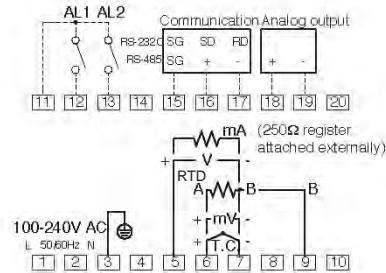 AL1 AL2 Communication Analog output
RS-232C SG SD RD
RS-485 SG + - + -
11 12 13 14 15 16 17 18 19 20
mA (250Ω register
attached externally)
+ V -
RTD
A B B
100-240V AC + mV -
L 50/60Hz N + T.C. -
1 2 3 4 5 6 7 8 9 10